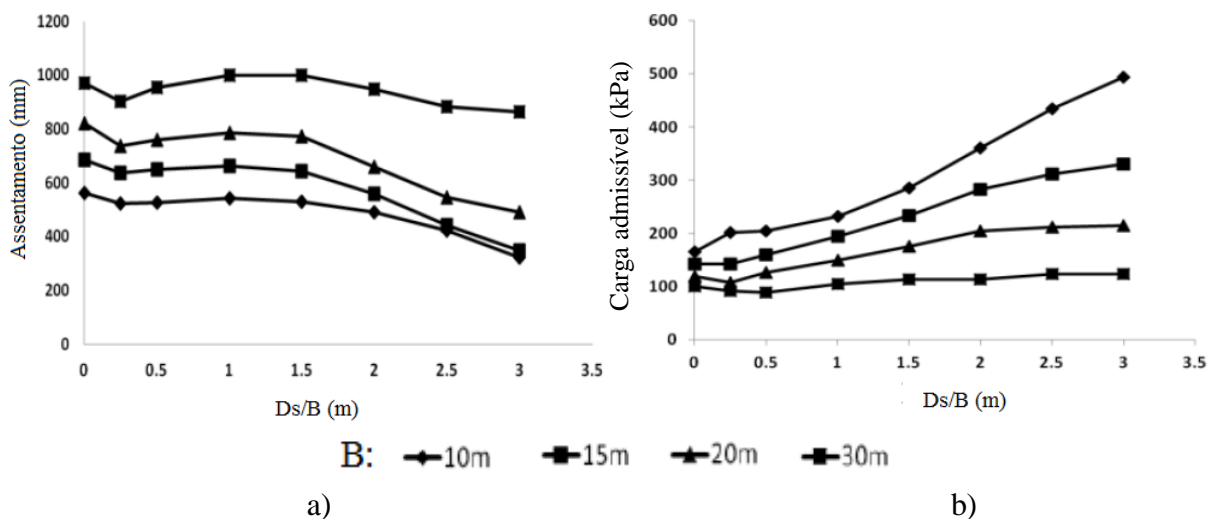 1200
1000
800
600
400
200
0
Assentamento (mm)
0 0.5 1 1.5 2 2.5 3 3.5
Ds/B (m)
600
500
400
300
200
100
0
Carga admissível (kPa)
0 0.5 1 1.5 2 2.5 3 3.5
Ds/B (m)
B: 10m 15m 20m 30m
a)
b)